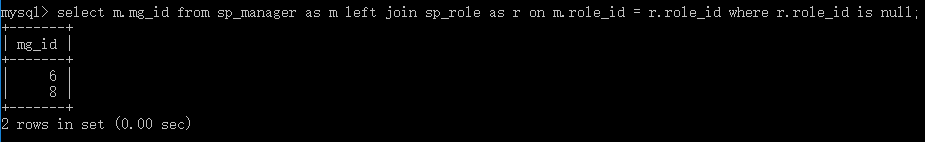 mysql> select m.mg_id from sp_manager as m left join sp_role as r on m.role_id = r.role_id where r.role_id is null;
+-------+
| mg_id |
+-------+
|     6 |
|     8 |
+-------+
2 rows in set (0.00 sec)